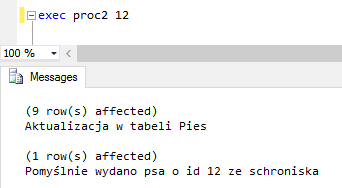 exec proc2 12
100 %
Messages
(9 row(s) affected)
Aktualizacja w tabeli Pies
(1 row(s) affected)
Pomyślnie wydano psa o id 12 ze schroniska